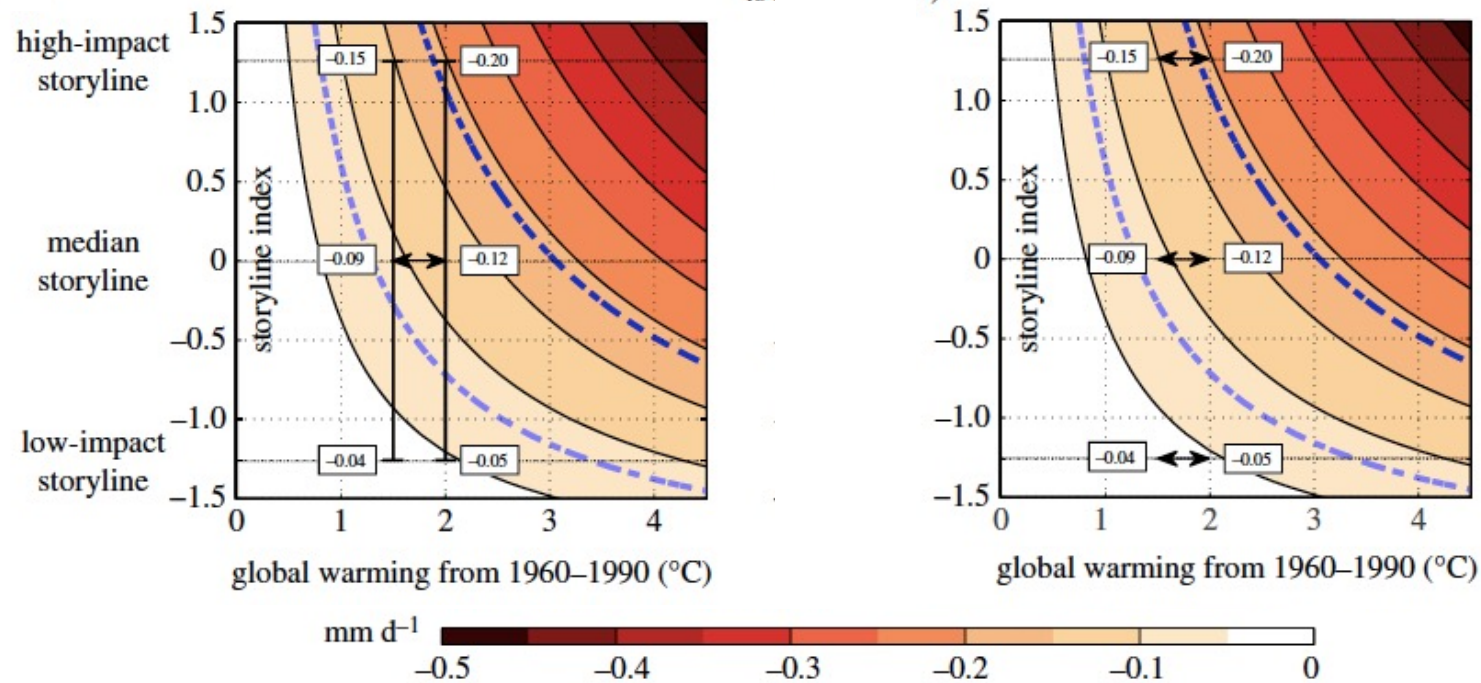 high-impact
storyline
median
storyline
low-impact
storyline
storyline index
1.5
1.0
0.5
0
–0.5
–1.0
–1.5
–0.15
–0.20
–0.09
–0.12
–0.04
–0.05
0 1 2 3 4
global warming from 1960–1990 (°C)
storyline index
1.5
1.0
0.5
0
–0.5
–1.0
–1.5
–0.15
–0.20
–0.09
–0.12
–0.04
–0.05
0 1 2 3 4
global warming from 1960–1990 (°C)
mm d–1
–0.5 –0.4 –0.3 –0.2 –0.1 0